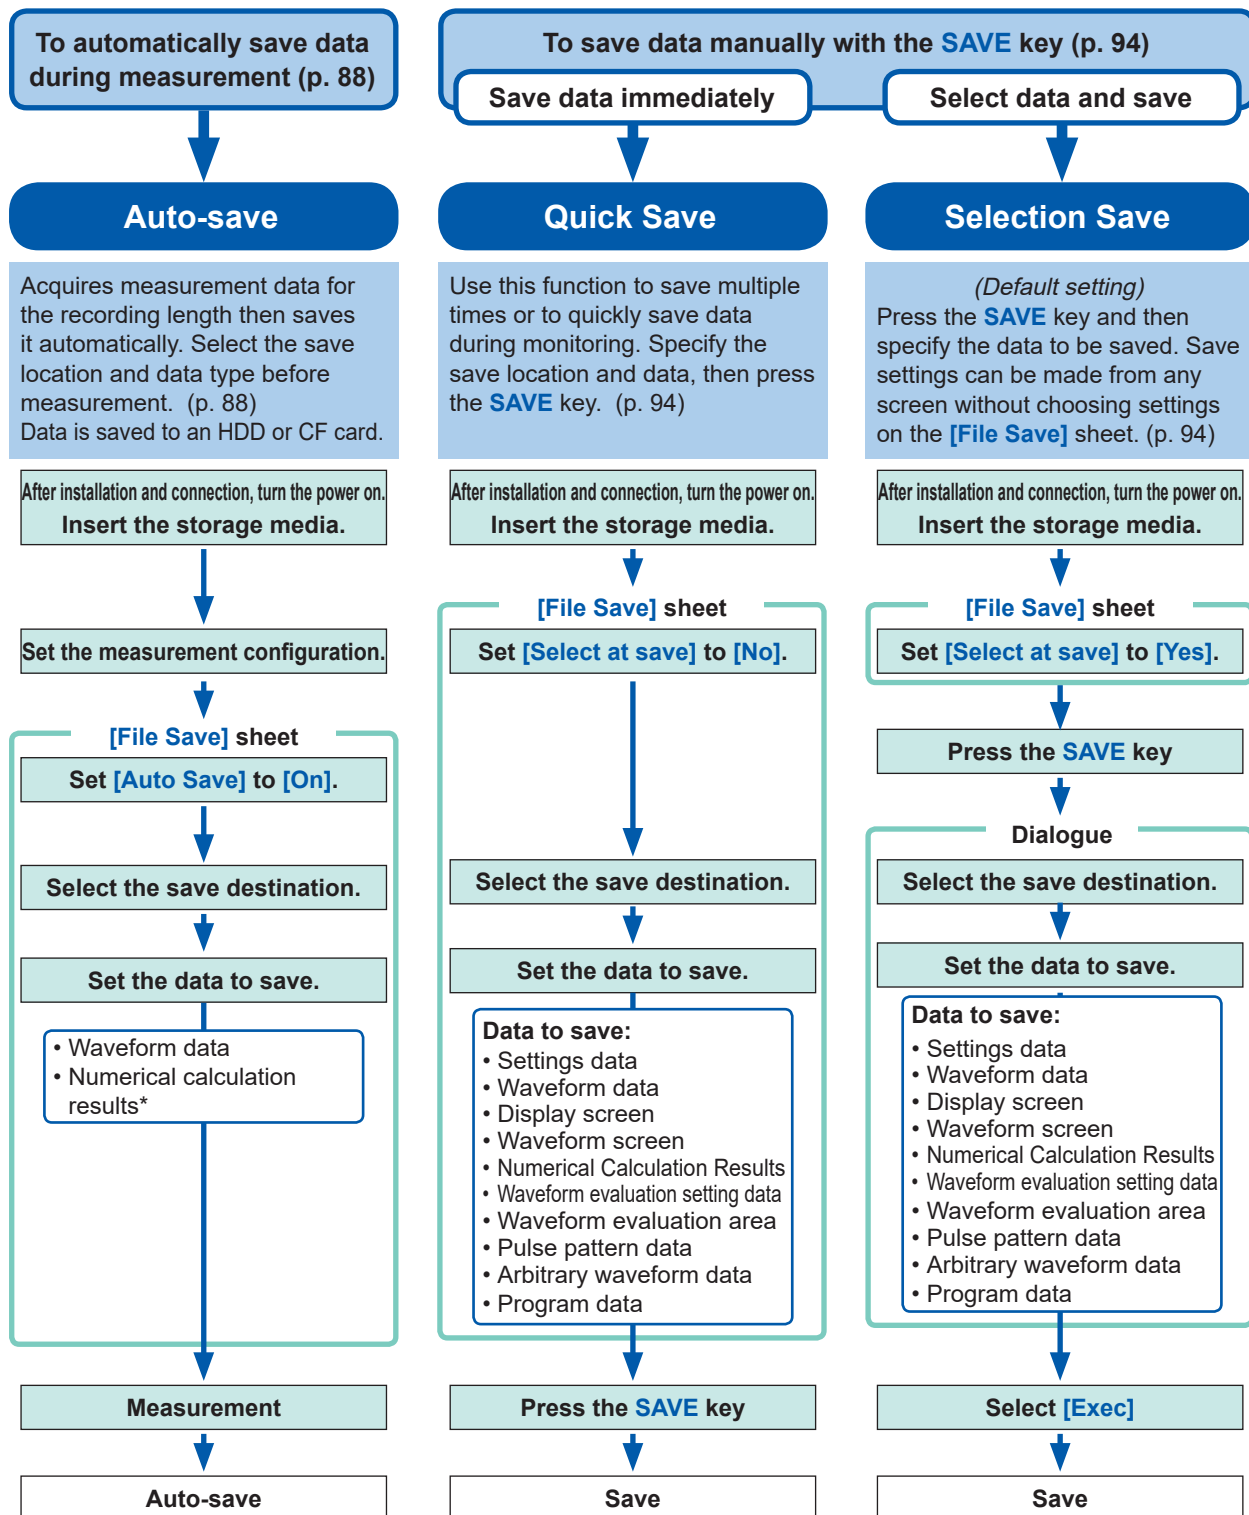 To automatically save data
during measurement (p. 88)
To save data manually with the SAVE key (p. 94)
Save data immediately
Select data and save
Auto-save
Acquires measurement data for
the recording length then saves
it automatically. Select the save
location and data type before
measurement. (p. 88)
Data is saved to an HDD or CF card.
After installation and connection, turn the power on.
Insert the storage media.
Set the measurement configuration.
[File Save] sheet
Set [Auto Save] to [On].
Select the save destination.
Set the data to save.
• Waveform data
• Numerical calculation
results*
Measurement
Auto-save
Quick Save
Use this function to save multiple
times or to quickly save data
during monitoring. Specify the
save location and data, then press
the SAVE key. (p. 94)
After installation and connection, turn the power on.
Insert the storage media.
[File Save] sheet
Set [Select at save] to [No].
Select the save destination.
Set the data to save.
Data to save:
• Settings data
• Waveform data
• Display screen
• Waveform screen
• Numerical Calculation Results
• Waveform evaluation setting data
• Waveform evaluation area
• Pulse pattern data
• Arbitrary waveform data
• Program data
Press the SAVE key
Save
Selection Save
(Default setting)
Press the SAVE key and then
specify the data to be saved. Save
settings can be made from any
screen without choosing settings
on the [File Save] sheet. (p. 94)
After installation and connection, turn the power on.
Insert the storage media.
[File Save] sheet
Set [Select at save] to [Yes].
Press the SAVE key
Dialogue
Select the save destination.
Set the data to save.
Data to save:
• Settings data
• Waveform data
• Display screen
• Waveform screen
• Numerical Calculation Results
• Waveform evaluation setting data
• Waveform evaluation area
• Pulse pattern data
• Arbitrary waveform data
• Program data
Select [Exec]
Save